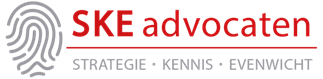 SKE advocaten
STRATEGIE • KENNIS • EVENWICHT